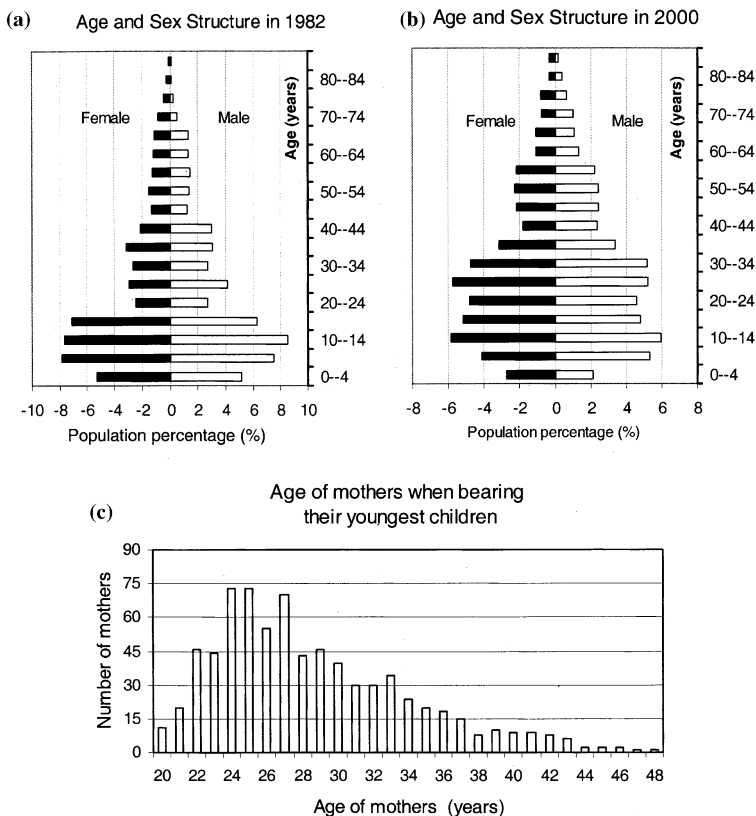 (a) Age and Sex Structure in 1982
Female
Male
Age (years)
80--84
70--74
60--64
50--54
40--44
30--34
20--24
10--14
0--4
-10 -8 -6 -4 -2 0 2 4 6 8 10
Population percentage (%)
(b) Age and Sex Structure in 2000
Female
Male
Age (years)
80--84
70--74
60--64
50--54
40--44
30--34
20--24
10--14
0--4
-8 -6 -4 -2 0 2 4 6 8
Population percentage (%)
(c) Age of mothers when bearing
their youngest children
Number of mothers
90
75
60
45
30
15
0
20 22 24 26 28 30 32 34 36 38 40 42 44 46 48
Age of mothers (years)